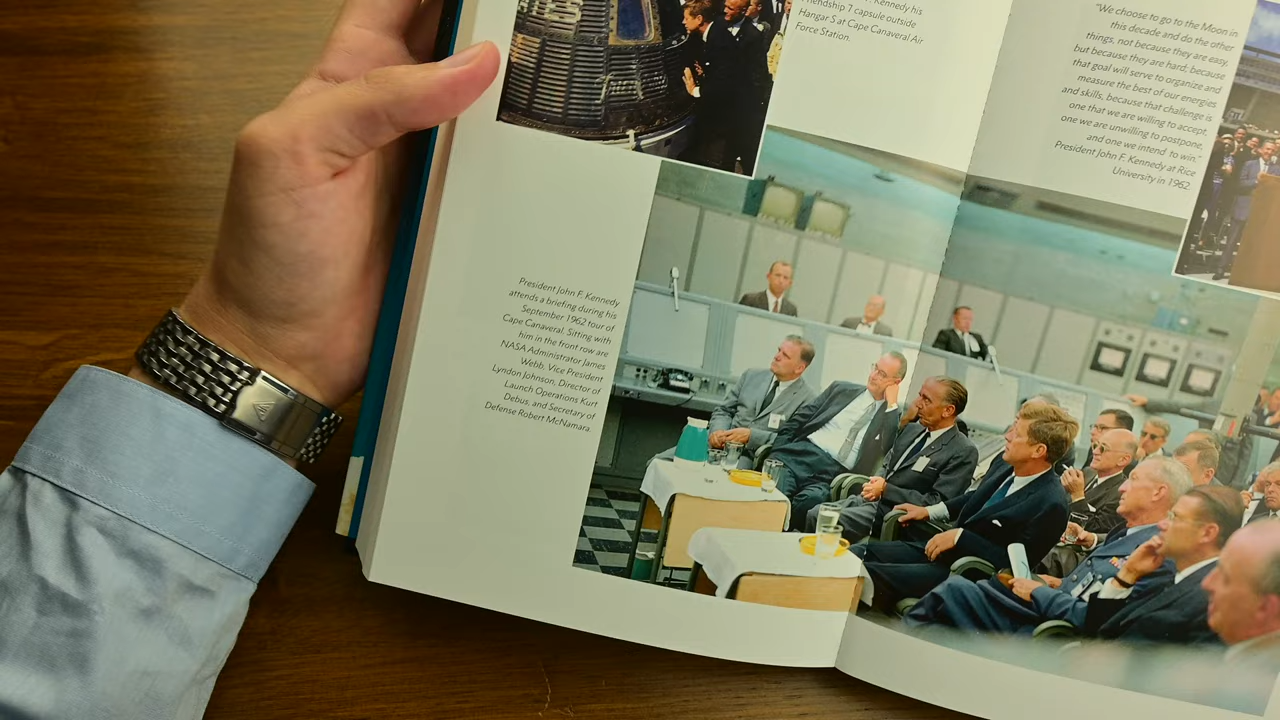 Kennedy his
Friendship 7 capsule outside
Hangar S at Cape Canaveral Air
Force Station.
"We choose to go to the Moon in
this decade and do the other
things, not because they are easy,
but because they are hard; because
that goal will serve to organize and
measure the best of our energies
and skills, because that challenge is
one that we are willing to accept,
one we are unwilling to postpone,
and one we intend to win."
President John F. Kennedy at Rice
University in 1962.
President John F. Kennedy
attends a briefing during his
September 1962 tour of
Cape Canaveral. Sitting with
him in the front row are
NASA Administrator James
Webb, Vice President
Lyndon Johnson, Director of
Launch Operations Kurt
Debus, and Secretary of
Defense Robert McNamara.